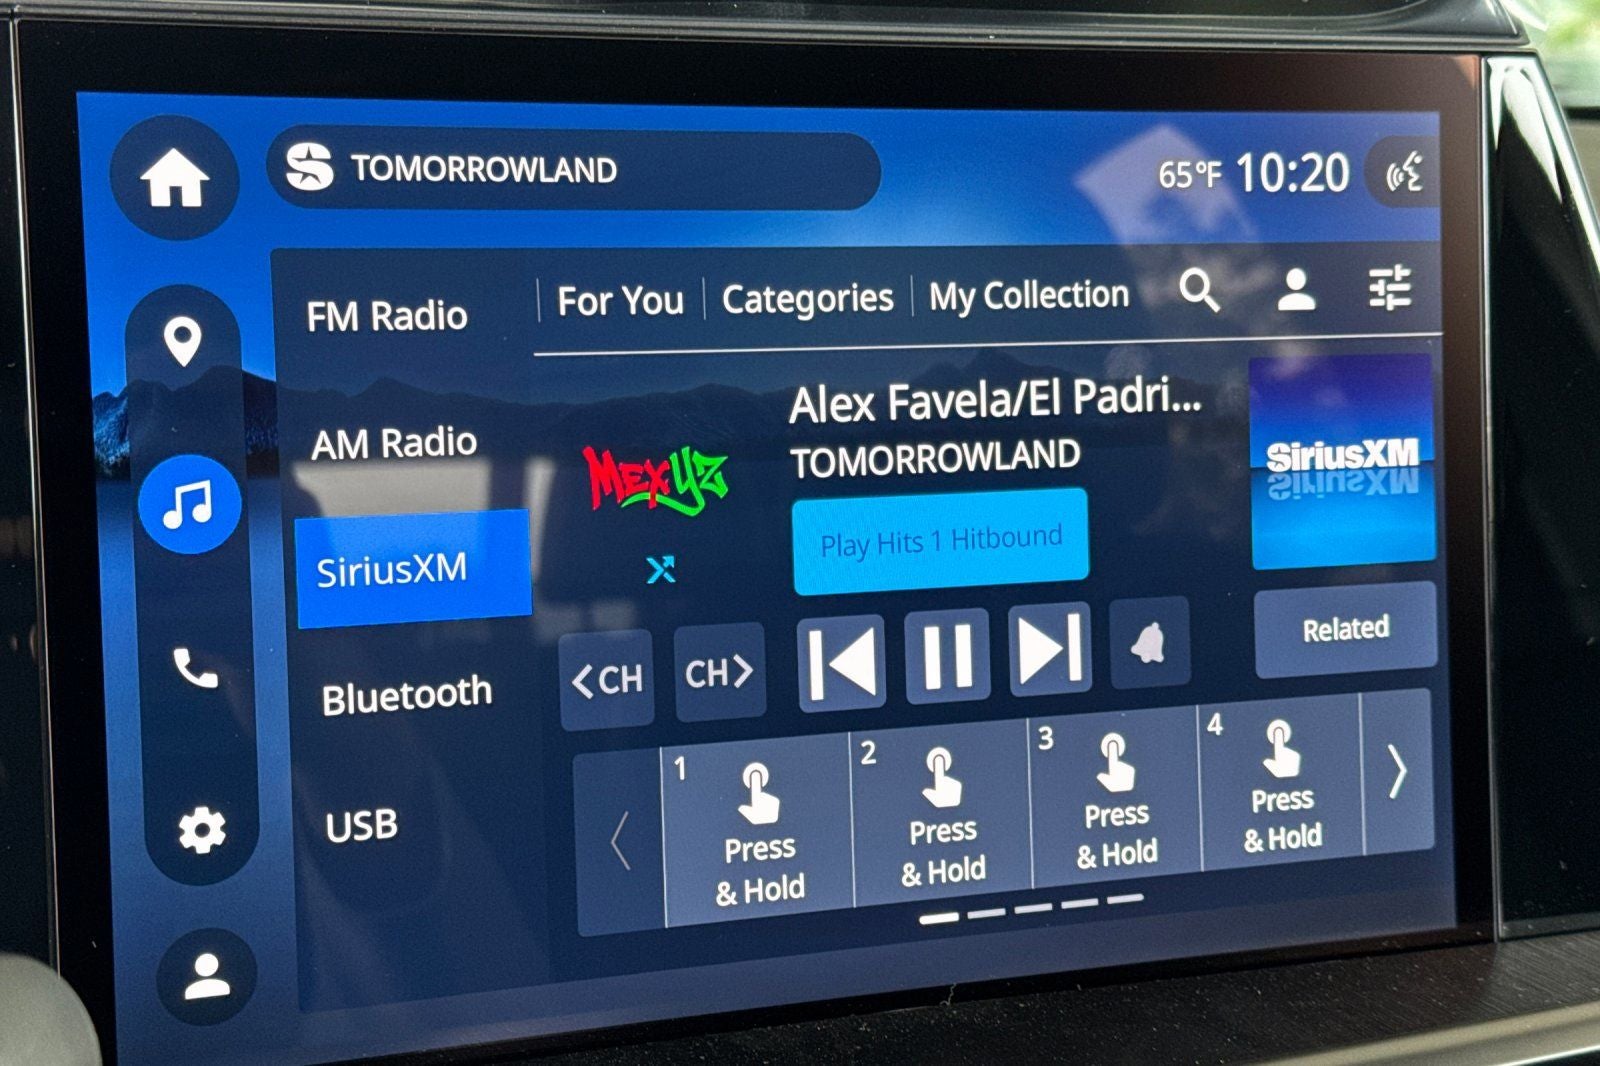 TOMORROWLAND
65°F 10:20
FM Radio
AM Radio
SiriusXM
Bluetooth
USB
For You
Categories
My Collection
MEXYZ
Alex Favela/El Padri...
TOMORROWLAND
Play Hits 1 Hitbound
SiriusXM
<CH
CH>
Related
1
Press
& Hold
2
Press
& Hold
3
Press
& Hold
4
Press
& Hold